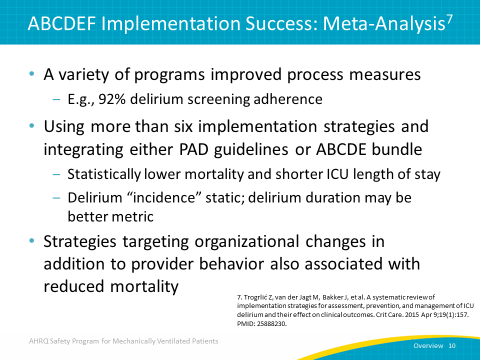 ABCDEF Implementation Success: Meta-Analysis7
• A variety of programs improved process measures
– E.g., 92% delirium screening adherence
• Using more than six implementation strategies and
integrating either PAD guidelines or ABCDE bundle
– Statistically lower mortality and shorter ICU length of stay
– Delirium “incidence” static; delirium duration may be
better metric
• Strategies targeting organizational changes in
addition to provider behavior also associated with
reduced mortality
7. Trogrlić Z, van der Jagt M, Bakker J, et al. A systematic review of
implementation strategies for assessment, prevention, and management of ICU
delirium and their effect on clinical outcomes. Crit Care. 2015 Apr 9;19(1):157.
PMID: 25888230.
AHRQ Safety Program for Mechanically Ventilated Patients
Overview 10